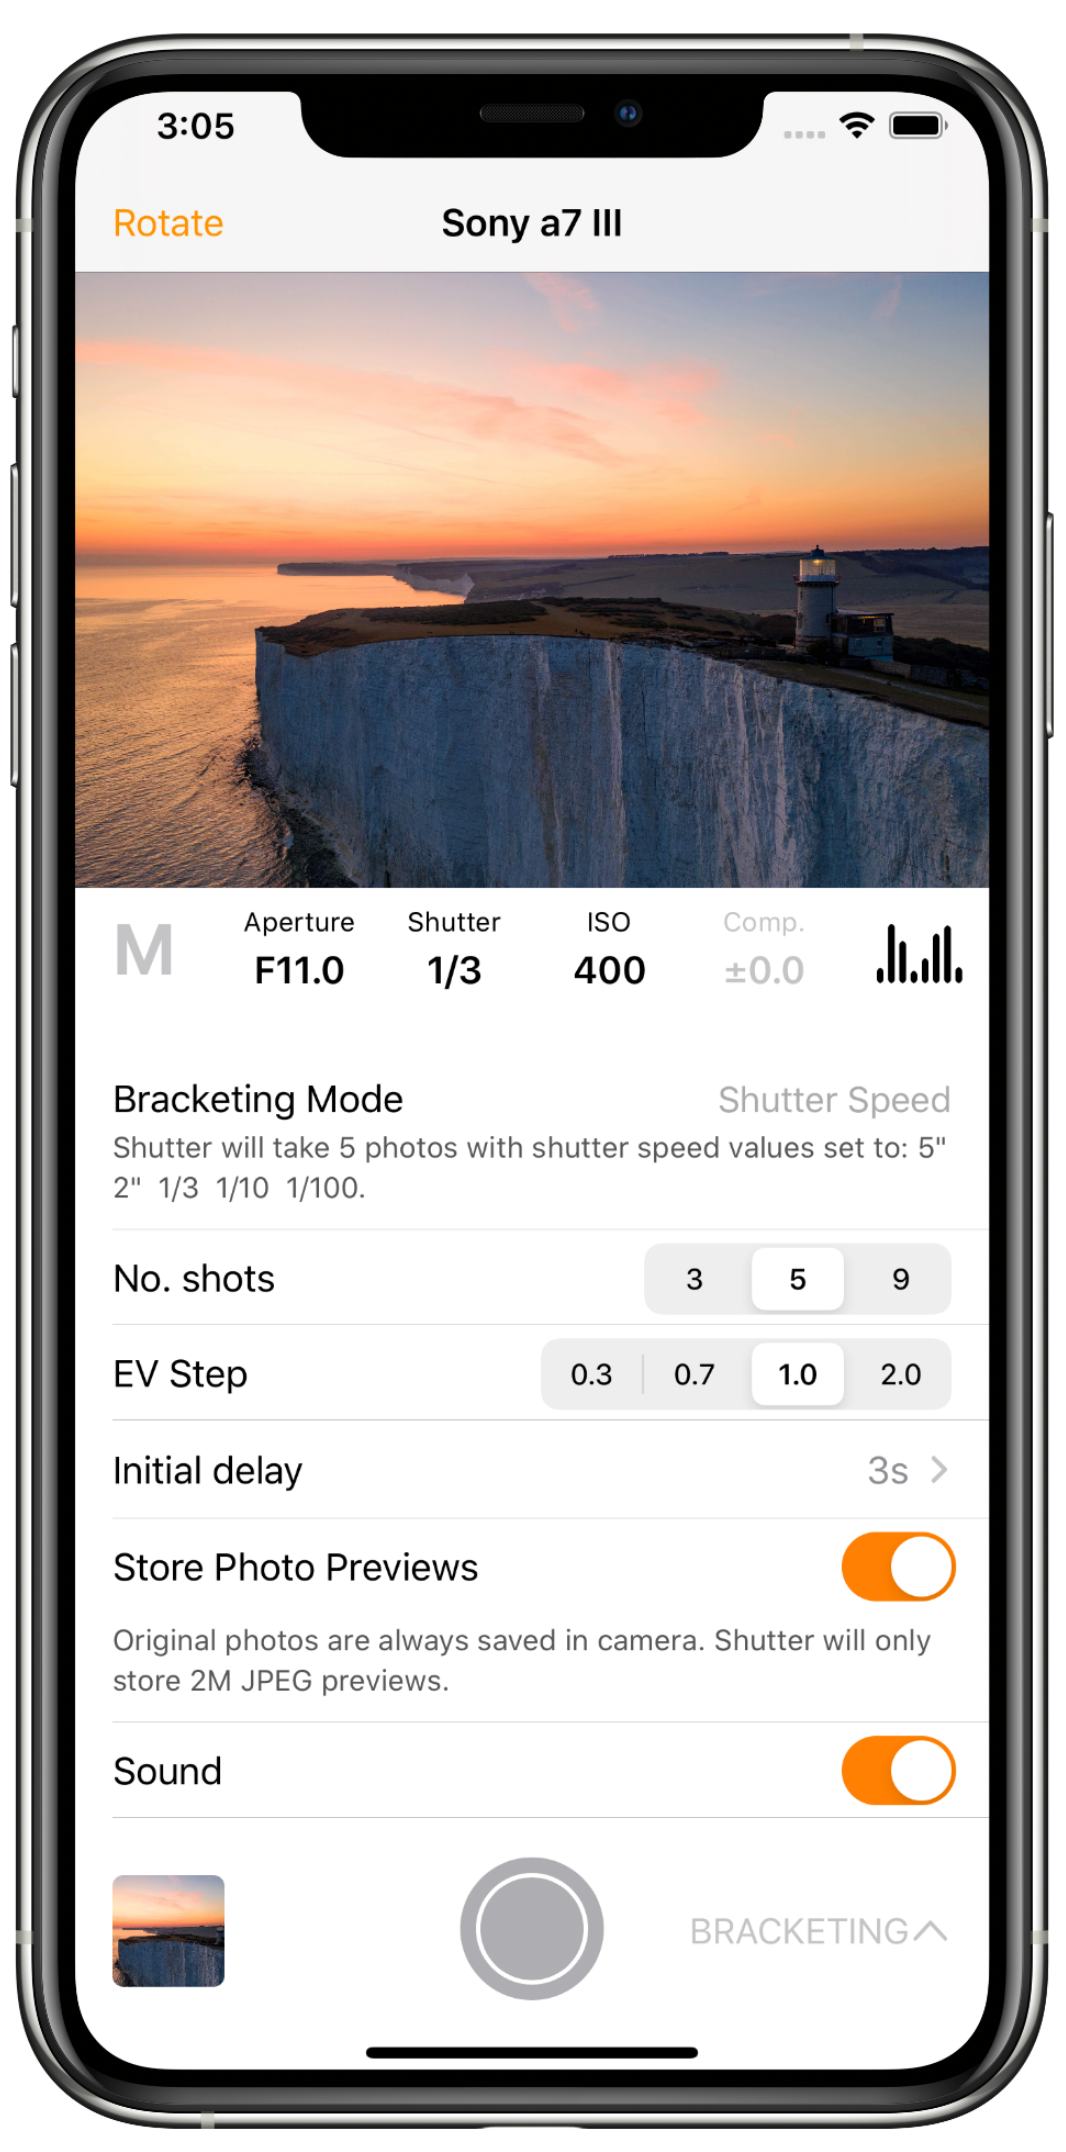 3:05
Rotate
Sony a7 III
M
Aperture
Shutter
ISO
Comp.
F11.0
1/3
400
±0.0
Bracketing Mode
Shutter Speed
Shutter will take 5 photos with shutter speed values set to: 5"
2" 1/3 1/10 1/100.
No. shots
3 5 9
EV Step
0.3 0.7 1.0 2.0
Initial delay
3s
Store Photo Previews
Original photos are always saved in camera. Shutter will only
store 2M JPEG previews.
Sound
BRACKETING